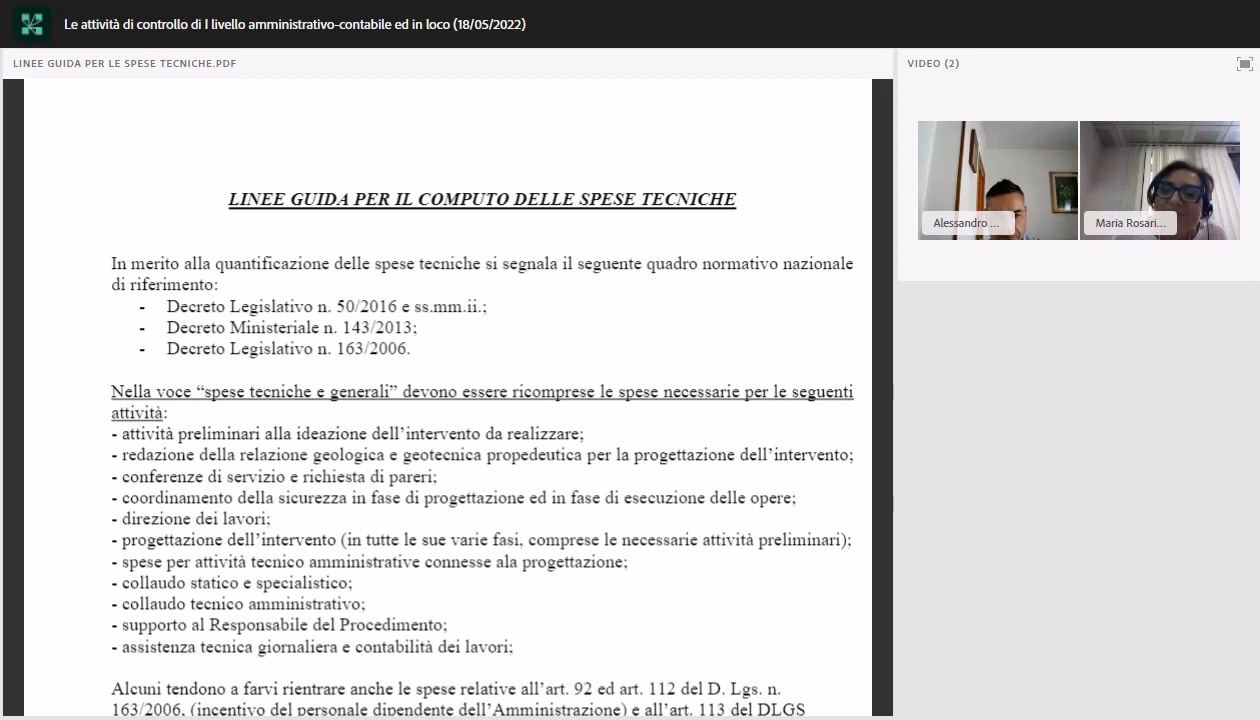 Le attività di controllo di I livello amministrativo-contabile ed in loco (18/05/2022)
LINEE GUIDA PER LE SPESE TECNICHE.PDF
VIDEO (2)
Alessandro ...
Maria Rosari...
LINEE GUIDA PER IL COMPUTO DELLE SPESE TECNICHE
In merito alla quantificazione delle spese tecniche si segnala il seguente quadro normativo nazionale
di riferimento:
- Decreto Legislativo n. 50/2016 e ss.mm.ii.;
- Decreto Ministeriale n. 143/2013;
- Decreto Legislativo n. 163/2006.
Nella voce “spese tecniche e generali” devono essere ricomprese le spese necessarie per le seguenti
attività:
- attività preliminari alla ideazione dell’intervento da realizzare;
- redazione della relazione geologica e geotecnica propedeutica per la progettazione dell’intervento;
- conferenze di servizio e richiesta di pareri;
- coordinamento della sicurezza in fase di progettazione ed in fase di esecuzione delle opere;
- direzione dei lavori;
- progettazione dell’intervento (in tutte le sue varie fasi, comprese le necessarie attività preliminari);
- spese per attività tecnico amministrative connesse ala progettazione;
- collaudo statico e specialistico;
- collaudo tecnico amministrativo;
- supporto al Responsabile del Procedimento;
- assistenza tecnica giornaliera e contabilità dei lavori;
Alcuni tendono a farvi rientrare anche le spese relative all’art. 92 ed art. 112 del D. Lgs. n.
163/2006, (incentivo del personale dipendente dell’Amministrazione) e all’art. 113 del DLGS